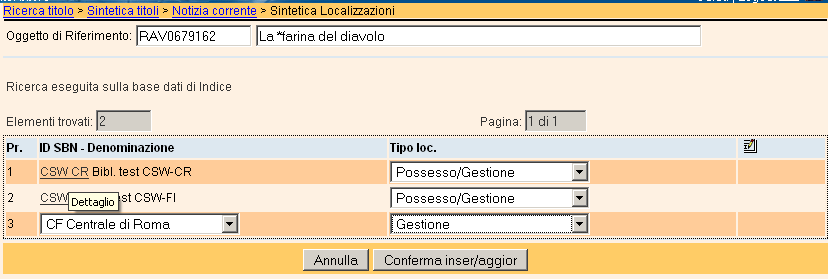 Ricerca titolo > Sintetica titoli > Notizia corrente > Sintetica Localizzazioni
Oggetto di Riferimento: RAV0679162 La *farina del diavolo
Ricerca eseguita sulla base dati di Indice
Elementi trovati: 2 Pagina: 1 di 1
Pr. ID SBN - Denominazione Tipo loc.
1 CSW CR Bibl. test CSW-CR Possesso/Gestione
2 CSW CSW-FI Possesso/Gestione
Dettaglio
3 CF Centrale di Roma Gestione
Annulla Conferma inser/aggior